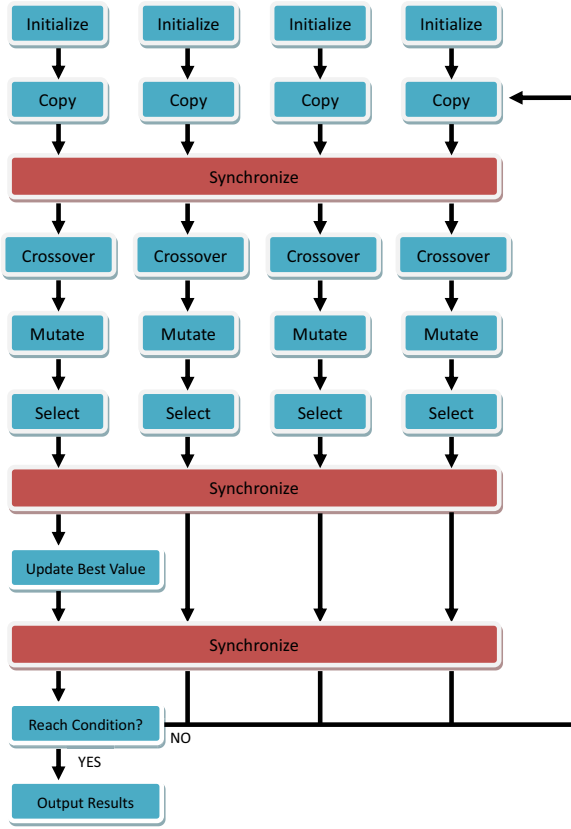 Initialize Initialize Initialize Initialize
Copy Copy Copy Copy
Synchronize
Crossover Crossover Crossover Crossover
Mutate Mutate Mutate Mutate
Select Select Select Select
Synchronize
Update Best Value
Synchronize
Reach Condition?
NO
YES
Output Results